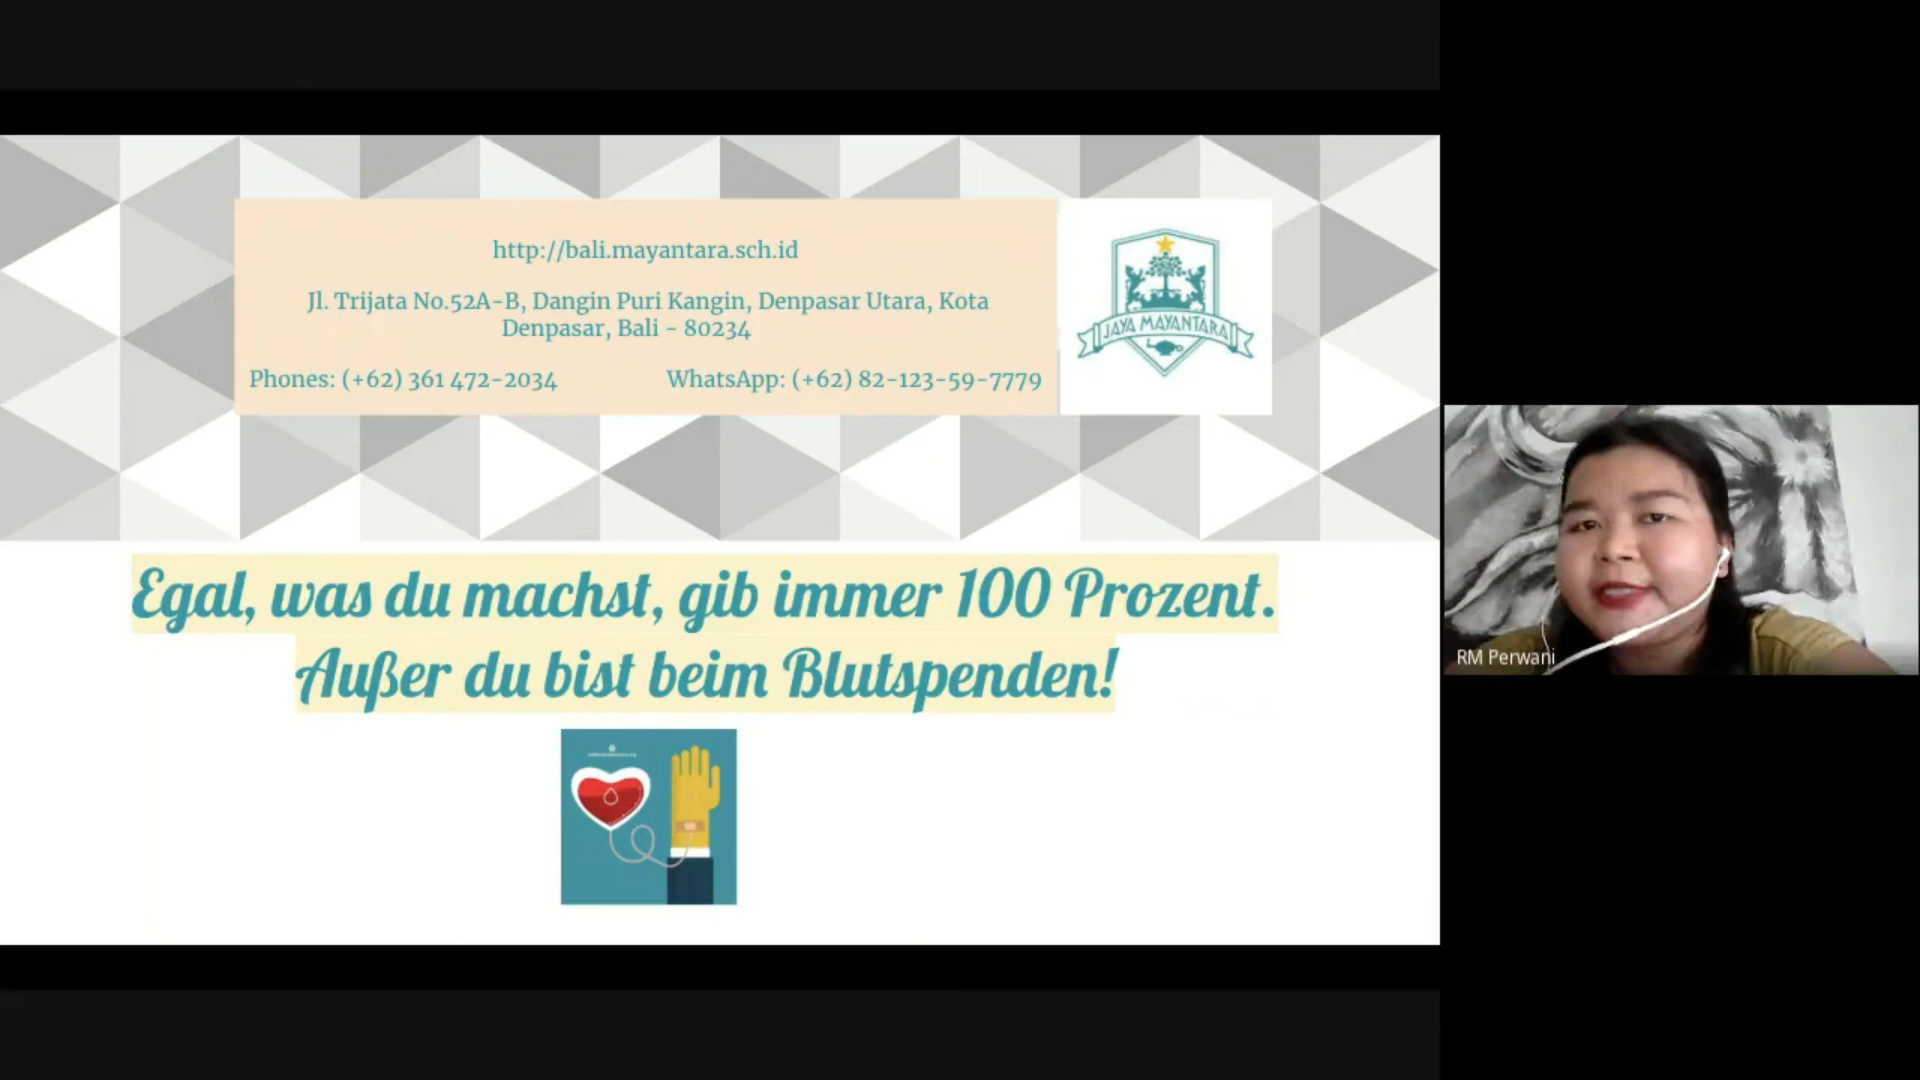 http://bali.mayantara.sch.id
Jl. Trijata No.52A-B, Dangin Puri Kangin, Denpasar Utara, Kota
Denpasar, Bali - 80234
Phones: (+62) 361 472-2034 WhatsApp: (+62) 82-123-59-7779
JAYA MAYANTARA
Egal, was du machst, gib immer 100 Prozent.
Außer du bist beim Blutspenden!
RM Perwani